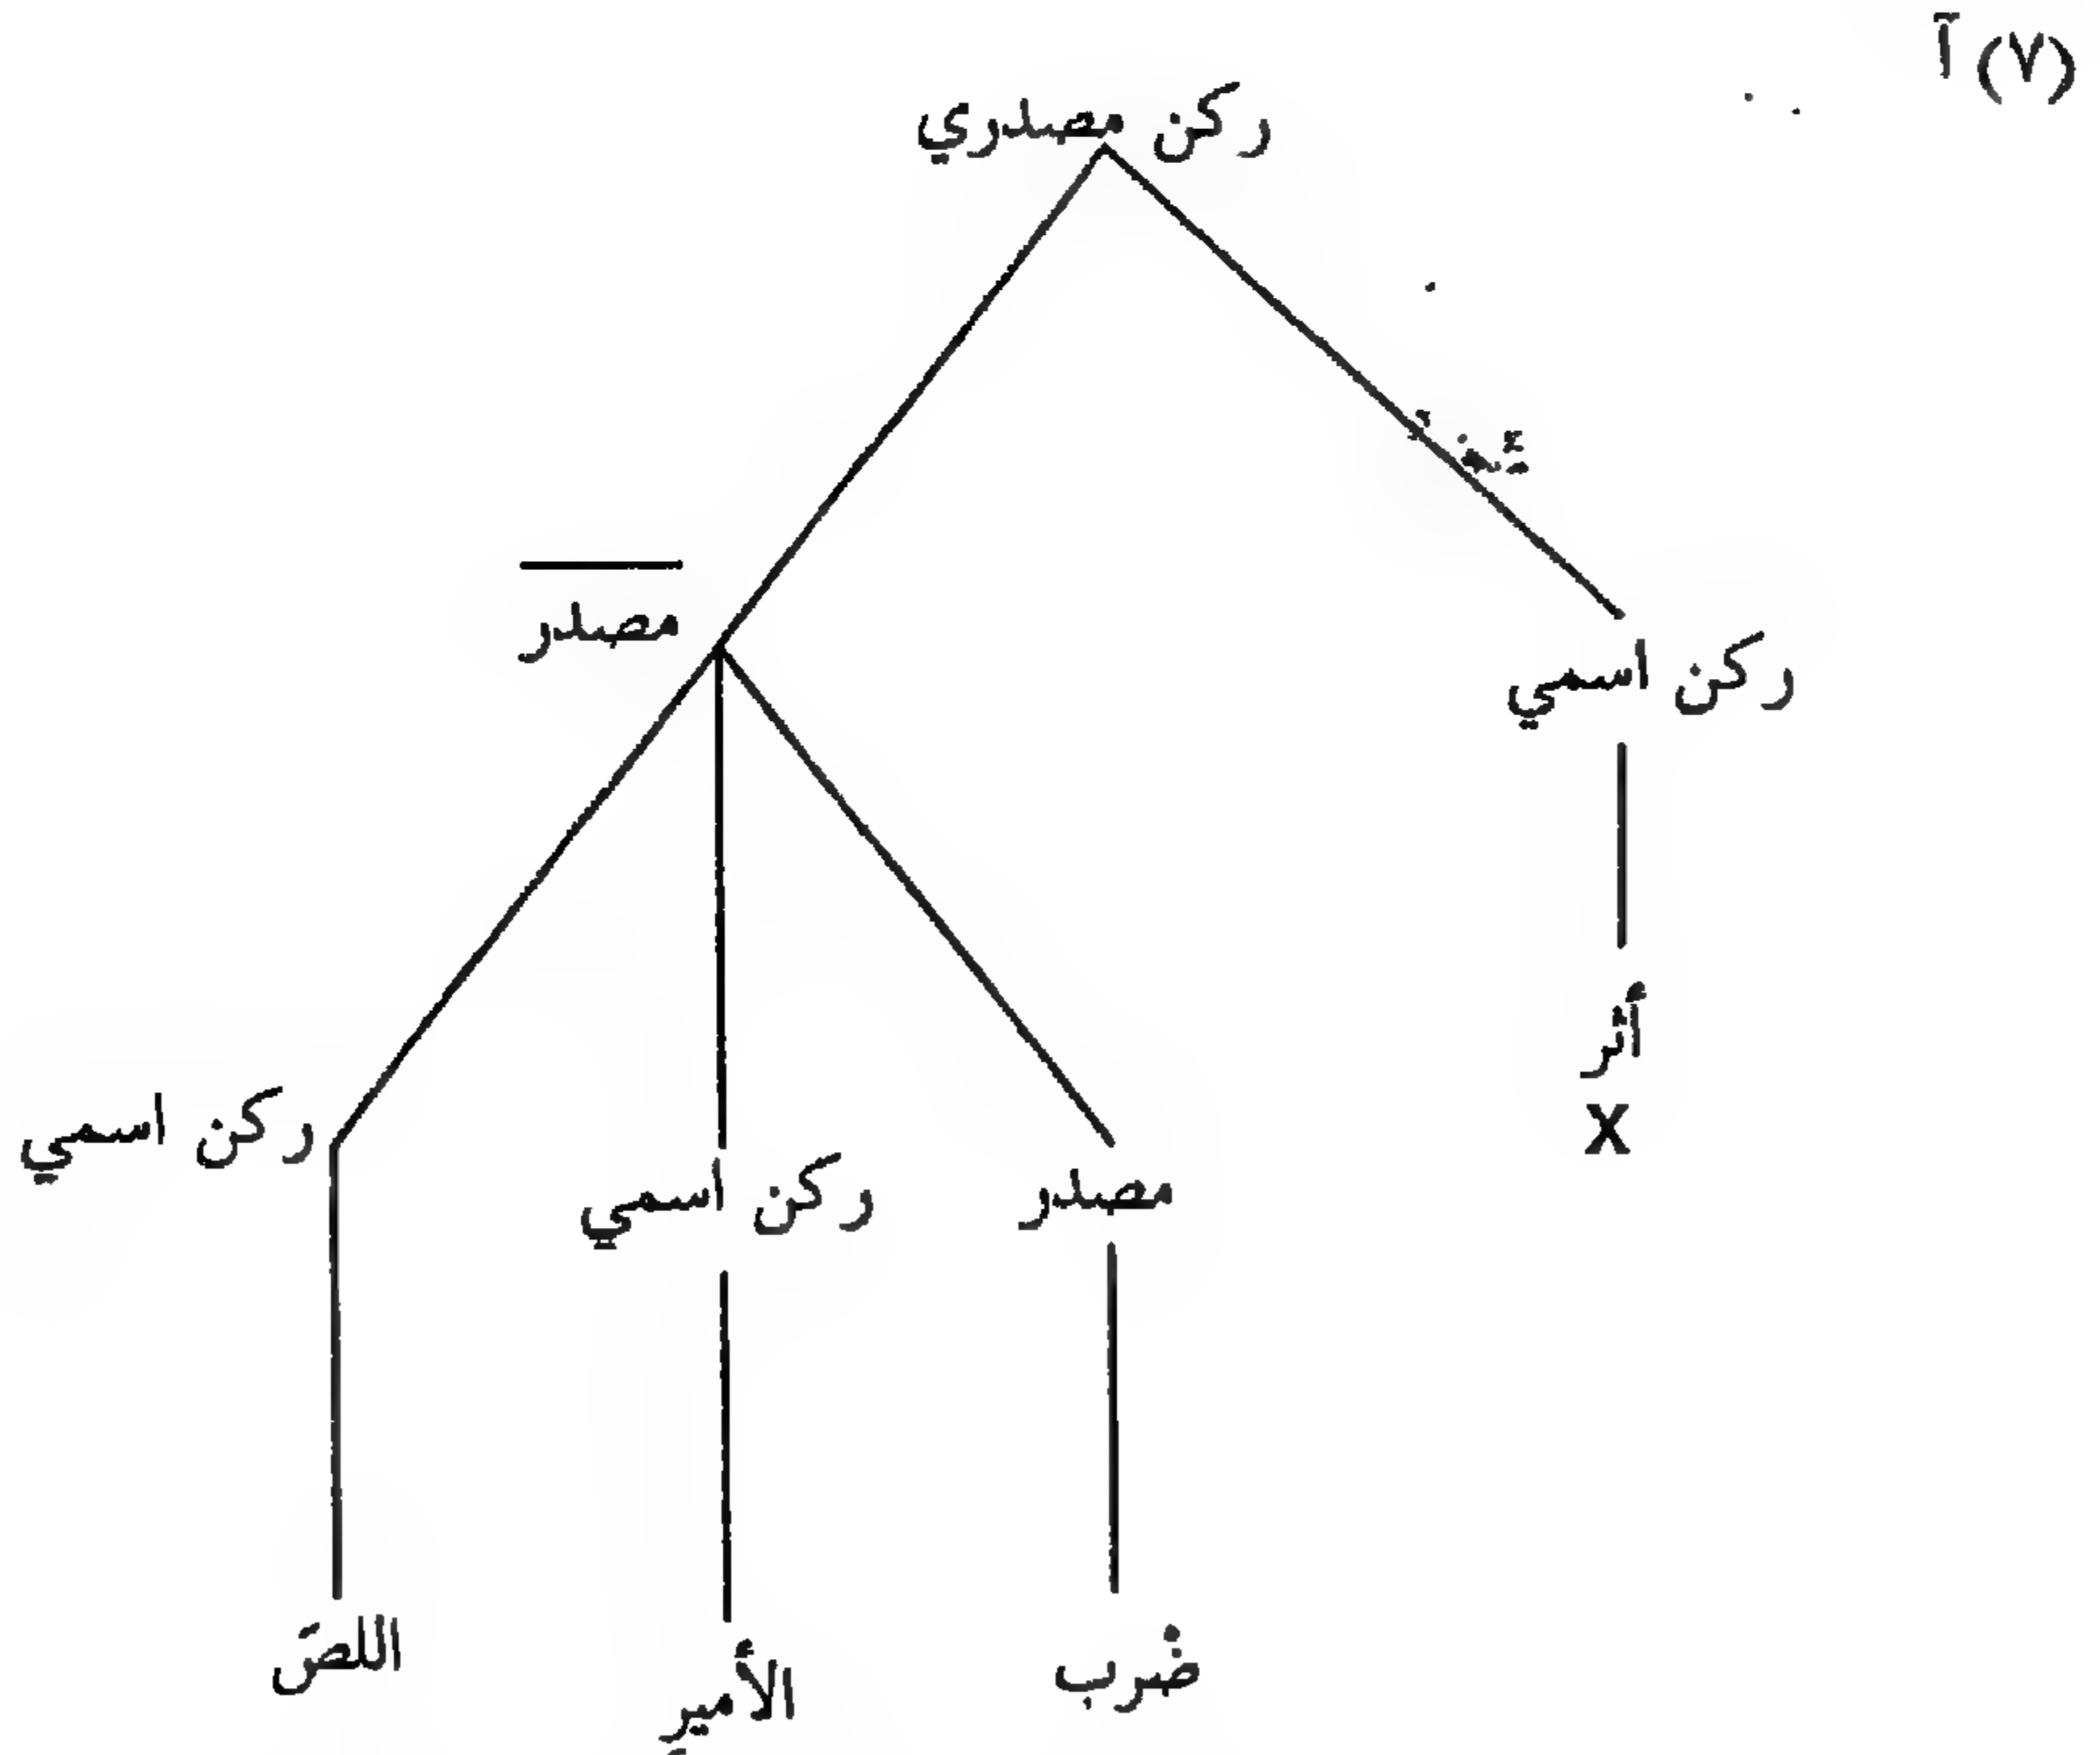 (٧) آ
ركن مصدري
مصدر
ركن اسمي
أثر
X
ركن اسمي
ركن اسمي
مصدر
ضرب
الأميرِ
اللصّ